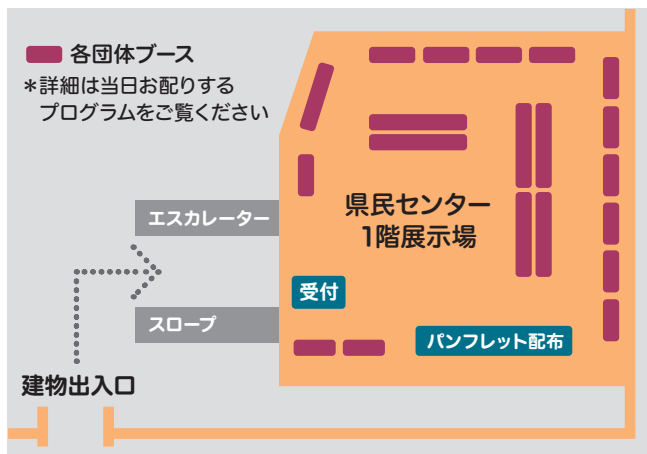 各団体ブース
＊詳細は当日お配りする
プログラムをご覧ください
エスカレーター
県民センター
1階展示場
受付
スロープ
パンフレット配布
建物出入口